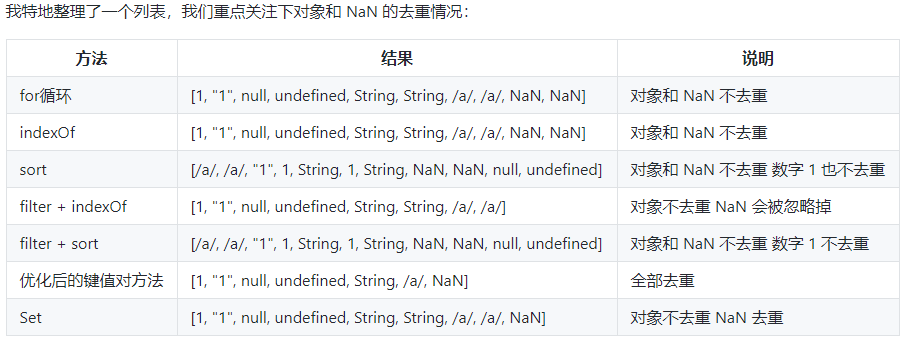 我特地整理了一个列表，我们重点关注下对象和 NaN 的去重情况：
方法 结果 说明
for循环 [1, "1", null, undefined, String, String, /a/, /a/, NaN, NaN] 对象和 NaN 不去重
indexOf [1, "1", null, undefined, String, String, /a/, /a/, NaN, NaN] 对象和 NaN 不去重
sort [/a/, /a/, "1", 1, String, 1, String, NaN, NaN, null, undefined] 对象和 NaN 不去重 数字 1 也不去重
filter + indexOf [1, "1", null, undefined, String, String, /a/, /a/] 对象不去重 NaN 会被忽略掉
filter + sort [/a/, /a/, "1", 1, String, 1, String, NaN, NaN, null, undefined] 对象和 NaN 不去重 数字 1 不去重
优化后的键值对方法 [1, "1", null, undefined, String, /a/, NaN] 全部去重
Set [1, "1", null, undefined, String, String, /a/, /a/, NaN] 对象不去重 NaN 去重